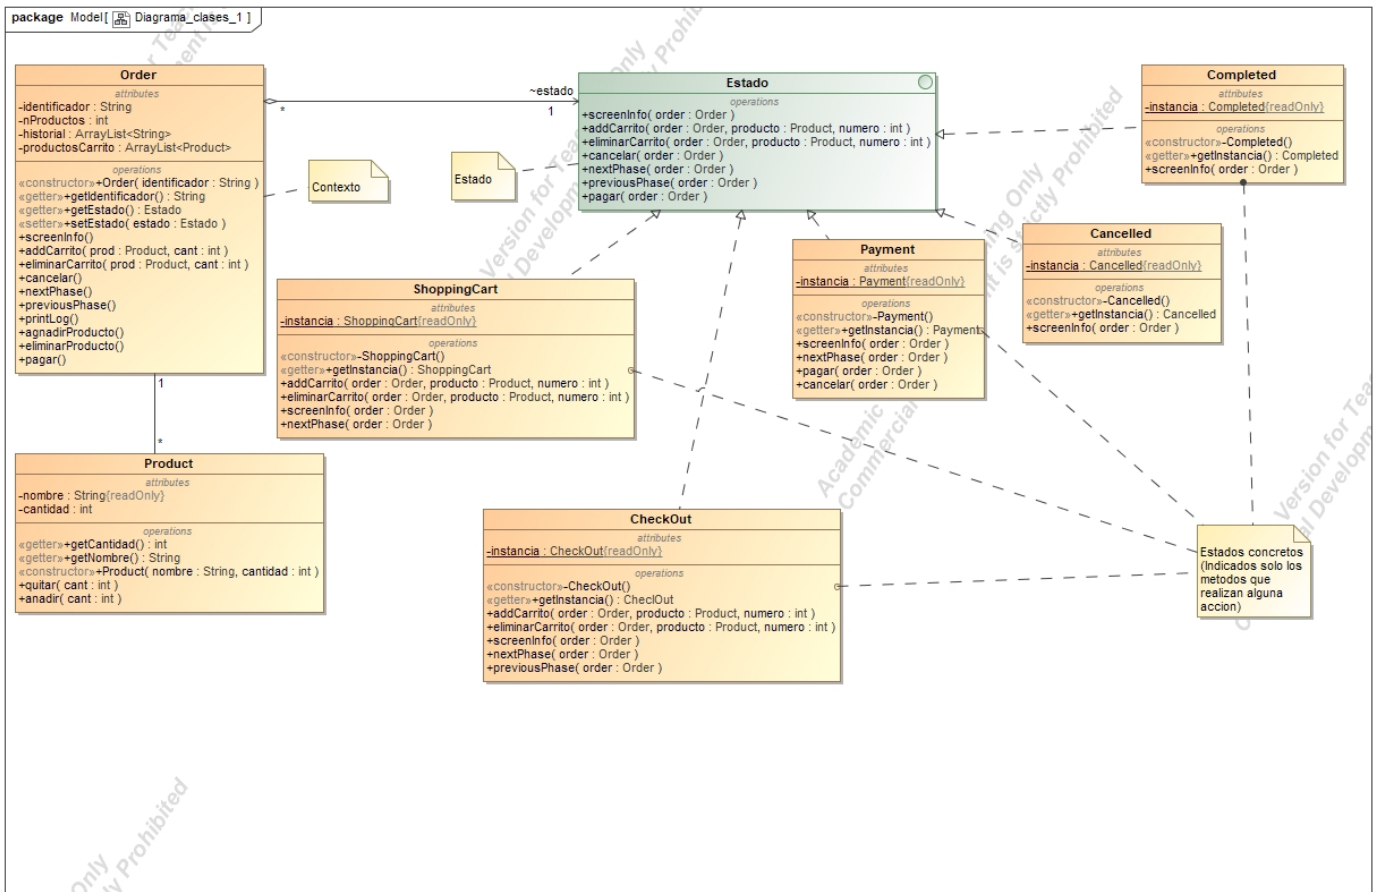 package Model[ Diagrama_clases_1 ]
Order
attributes
-identificador : String
-nProductos : int
-historial : ArrayList<String>
-productosCarrito : ArrayList<Product>
operations
«constructor»+Order( identificador : String )
«getter»+getIdentificador() : String
«getter»+getEstado() : Estado
«setter»+setEstado( estado : Estado )
+screenInfo()
+addCarrito( prod : Product, cant : int )
+eliminarCarrito( prod : Product, cant : int )
+cancelar()
+nextPhase()
+previousPhase()
+printLog()
+agnadirProducto()
+eliminarProducto()
+pagar()
*
~estado
1
Contexto
Estado
Estado
operations
+screenInfo( order : Order )
+addCarrito( order : Order, producto : Product, numero : int )
+eliminarCarrito( order : Order, producto : Product, numero : int )
+cancelar( order : Order )
+nextPhase( order : Order )
+previousPhase( order : Order )
+pagar( order : Order )
Completed
attributes
-instancia : Completed{readOnly}
operations
«constructor»-Completed()
«getter»+getInstancia() : Completed
+screenInfo( order : Order )
Cancelled
attributes
-instancia : Cancelled{readOnly}
operations
«constructor»-Cancelled()
«getter»+getInstancia() : Cancelled
+screenInfo( order : Order )
Payment
attributes
-instancia : Payment{readOnly}
operations
«constructor»-Payment()
«getter»+getInstancia() : Payment
+screenInfo( order : Order )
+nextPhase( order : Order )
+pagar( order : Order )
+cancelar( order : Order )
ShoppingCart
attributes
-instancia : ShoppingCart{readOnly}
operations
«constructor»-ShoppingCart()
«getter»+getInstancia() : ShoppingCart
+addCarrito( order : Order, producto : Product, numero : int )
+eliminarCarrito( order : Order, producto : Product, numero : int )
+screenInfo( order : Order )
+nextPhase( order : Order )
1
*
Product
attributes
-nombre : String{readOnly}
-cantidad : int
operations
«getter»+getCantidad() : int
«getter»+getNombre() : String
«constructor»+Product( nombre : String, cantidad : int )
+quitar( cant : int )
+anadir( cant : int )
CheckOut
attributes
-instancia : CheckOut{readOnly}
operations
«constructor»-CheckOut()
«getter»+getInstancia() : CheclOut
+addCarrito( order : Order, producto : Product, numero : int )
+eliminarCarrito( order : Order, producto : Product, numero : int )
+screenInfo( order : Order )
+nextPhase( order : Order )
+previousPhase( order : Order )
Estados concretos
(Indicados solo los
metodos que
realizan alguna
accion)